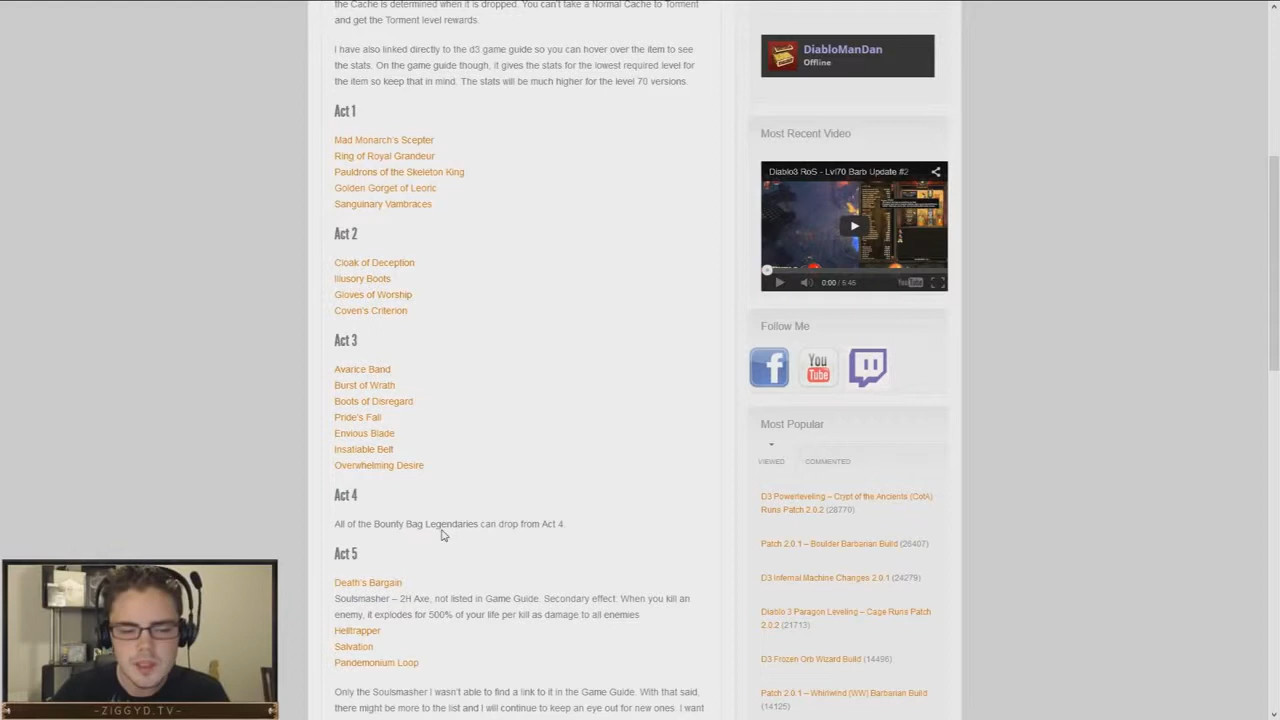 the Cache is determined when it is dropped. You can't take a Normal Cache to Torment
and get the Torment level rewards.
I have also linked directly to the d3 game guide so you can hover over the item to see
the stats. On the game guide though, it gives the stats for the lowest required level for
the item so keep that in mind. The stats will be much higher for the level 70 versions.
Act 1
Mad Monarch's Scepter
Ring of Royal Grandeur
Pauldrons of the Skeleton King
Golden Gorget of Leoric
Sanguinary Vambraces
Act 2
Cloak of Deception
Illusory Boots
Gloves of Worship
Coven's Criterion
Act 3
Avarice Band
Burst of Wrath
Boots of Disregard
Pride's Fall
Envious Blade
Insatiable Belt
Overwhelming Desire
Act 4
All of the Bounty Bag Legendaries can drop from Act 4.
Act 5
Death's Bargain
Soulsmasher – 2H Axe, not listed in Game Guide. Secondary effect: When you kill an
enemy, it explodes for 500% of your life per kill as damage to all enemies
Helltrapper
Salvation
Pandemonium Loop
Only the Soulsmasher I wasn't able to find a link to it in the Game Guide. With that said,
there might be more to the list and I will continue to keep an eye out for new ones. I want
DiabloManDan
Offline
Most Recent Video
Diablo3 RoS - Lvl70 Barb Update #2
0:00 / 5:45
YouTube
Follow Me
f
You
Tube
Most Popular
VIEWED
COMMENTED
D3 Powerleveling – Crypt of the Ancients (CotA)
Runs Patch 2.0.2 (28770)
Patch 2.0.1 – Boulder Barbarian Build (26407)
D3 Infernal Machine Changes 2.0.1 (24279)
Diablo 3 Paragon Leveling – Cage Runs Patch
2.0.2 (21713)
D3 Frozen Orb Wizard Build (14496)
Patch 2.0.1 – Whirlwind (WW) Barbarian Build
(14125)
–ZIGGYD.TV–